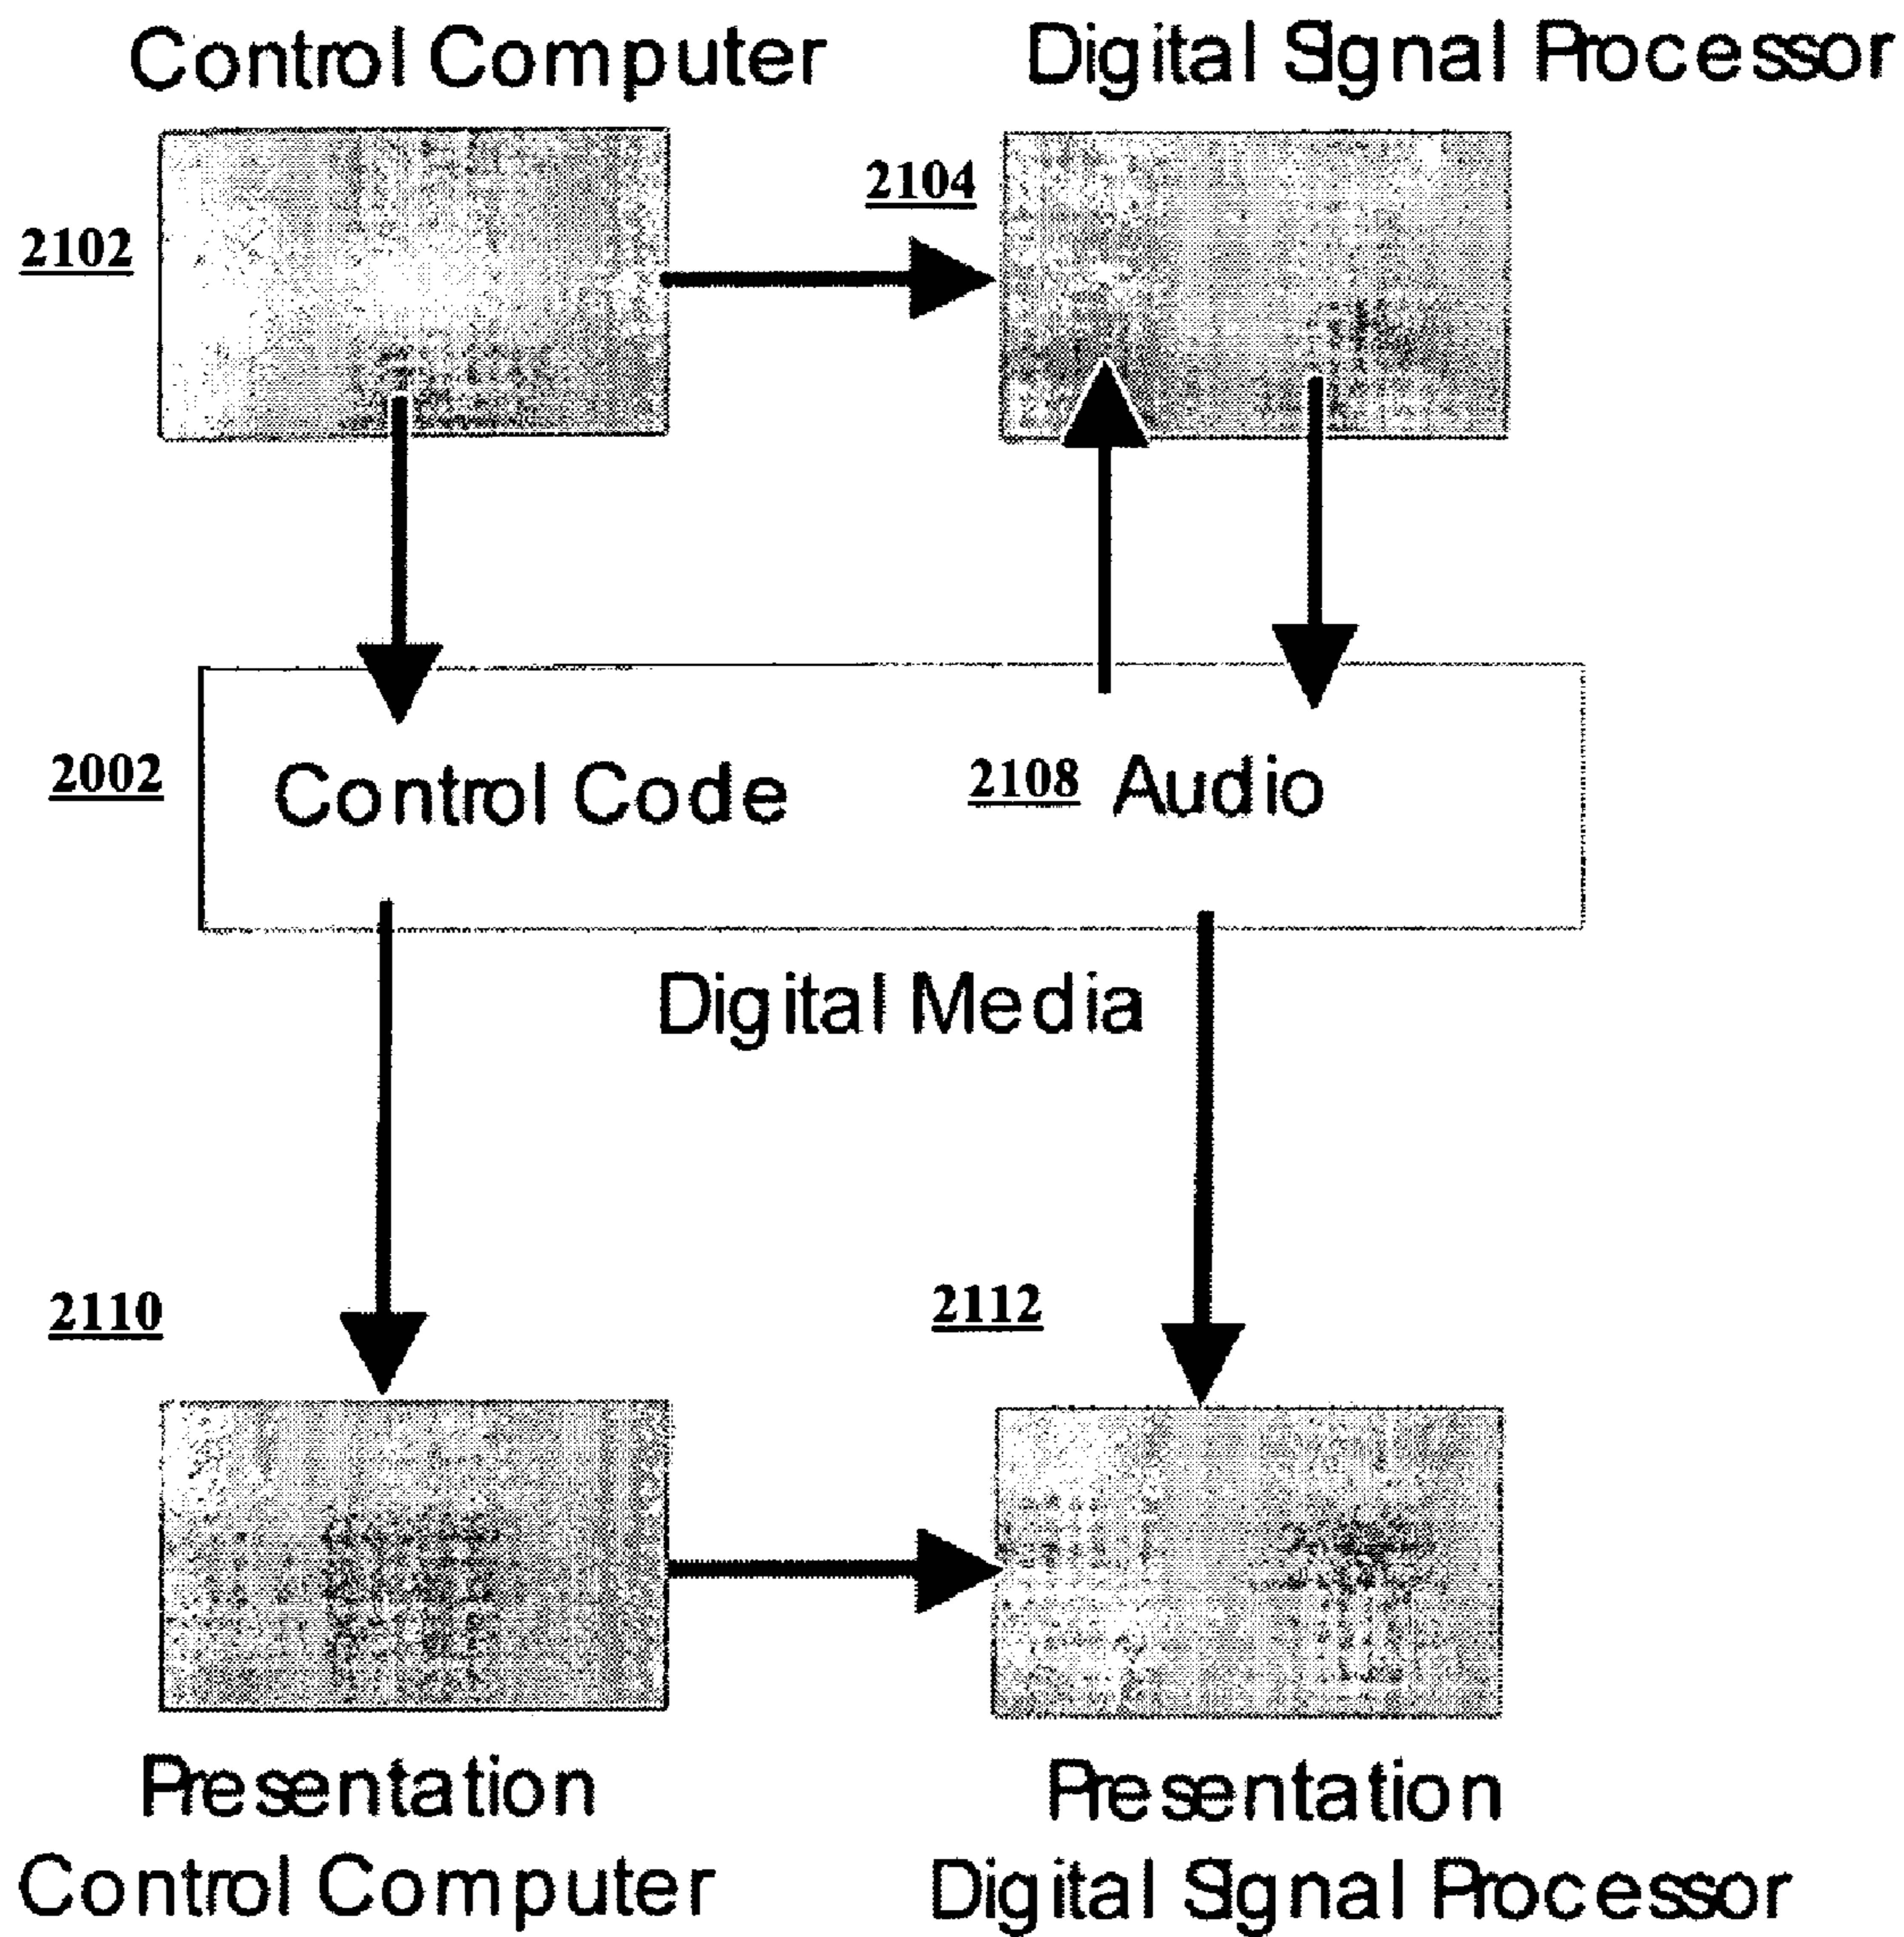 Control Computer
Digital Signal Processor
2104
2102
2002
Control Code
2108 Audio
Digital Media
2110
2112
Presentation
Control Computer
Presentation
Digital Signal Processor